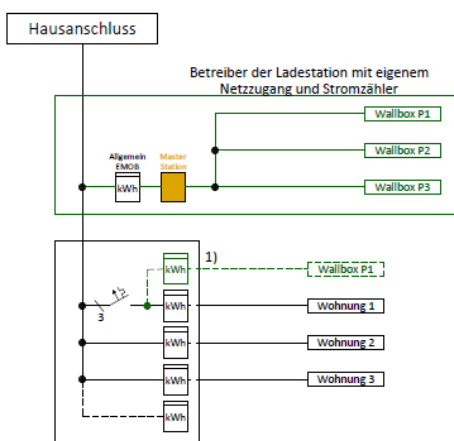 Hausanschluss
Betreiber der Ladestation mit eigenem
Netzzugang und Stromzähler
Wallbox P1
Allgemein
EMOB
Master
Station
Wallbox P2
kWh
Wallbox P3
kWh
1)
Wallbox P1
3
kWh
Wohnung 1
kWh
Wohnung 2
kWh
Wohnung 3
kWh